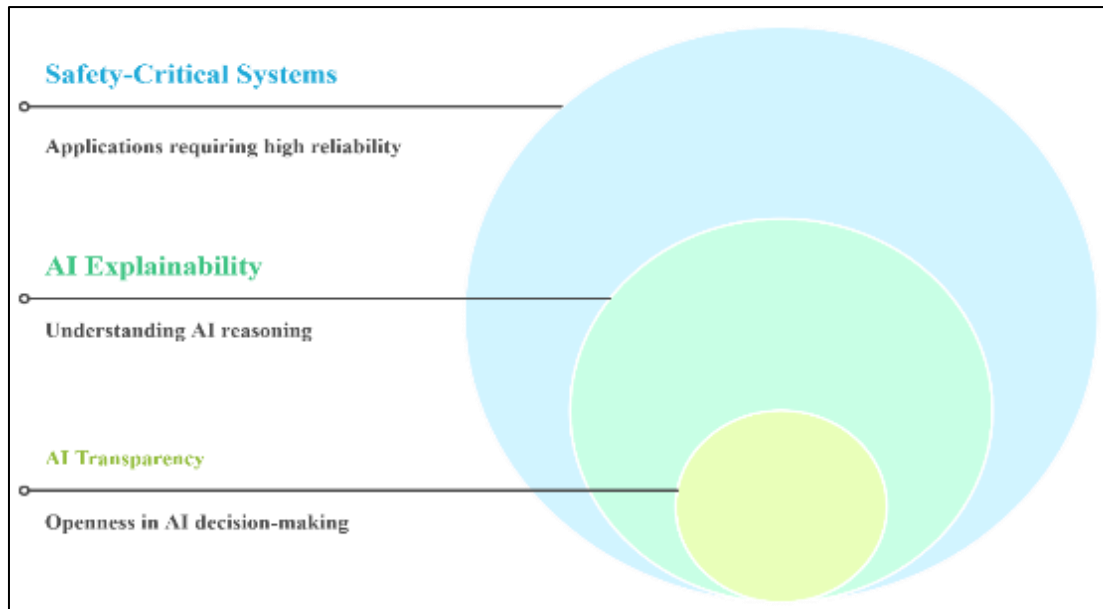 Safety-Critical Systems
Applications requiring high reliability
AI Explainability
Understanding AI reasoning
AI Transparency
Openness in AI decision-making